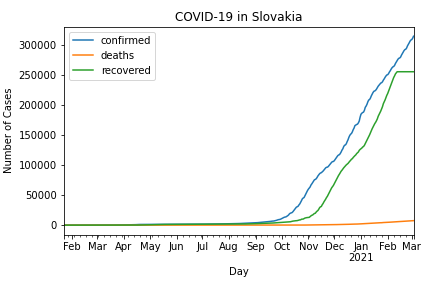 COVID-19 in Slovakia
confirmed
deaths
recovered
Number of Cases
300000
250000
200000
150000
100000
50000
0
Feb Mar Apr May Jun Jul Aug Sep Oct Nov Dec Jan Feb Mar
2021
Day